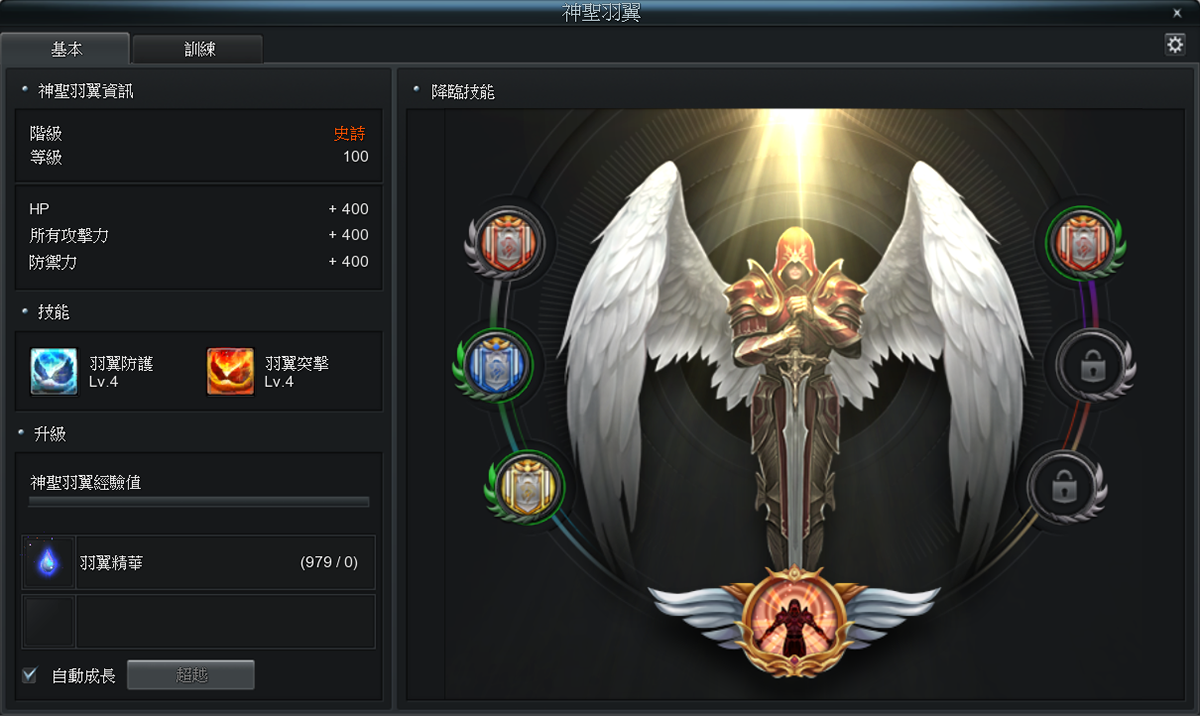 神聖羽翼
基本
訓練
神聖羽翼資訊
階級 史詩
等級 100
HP + 400
所有攻擊力 + 400
防禦力 + 400
技能
羽翼防護
Lv.4
羽翼突擊
Lv.4
升級
神聖羽翼經驗值
羽翼精華 (979 / 0)
自動成長
超越
降臨技能